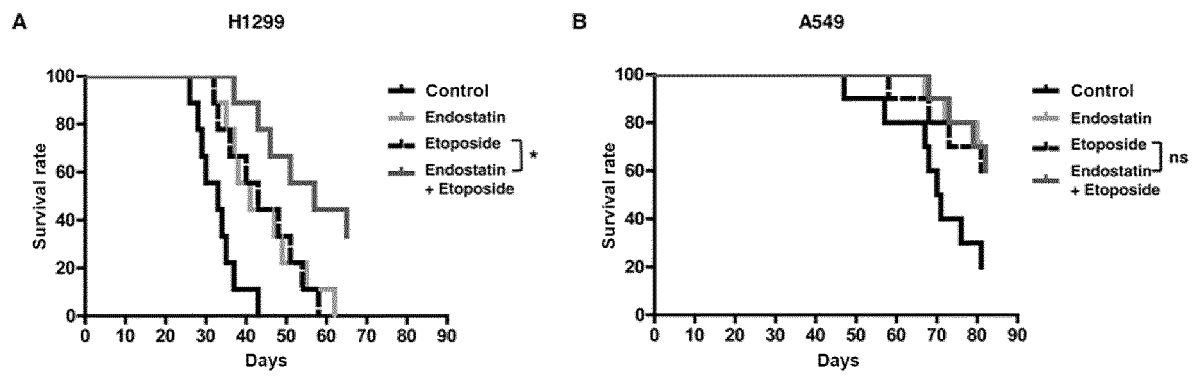 A
H1299
Survival rate
100
80
60
40
20
0
0 10 20 30 40 50 60 70 80 90
Days
Control
Endostatin
Etoposide
*
Endostatin
+ Etoposide
B
A549
Survival rate
100
80
60
40
20
0
0 10 20 30 40 50 60 70 80 90
Days
Control
Endostatin
Etoposide
ns
Endostatin
+ Etoposide